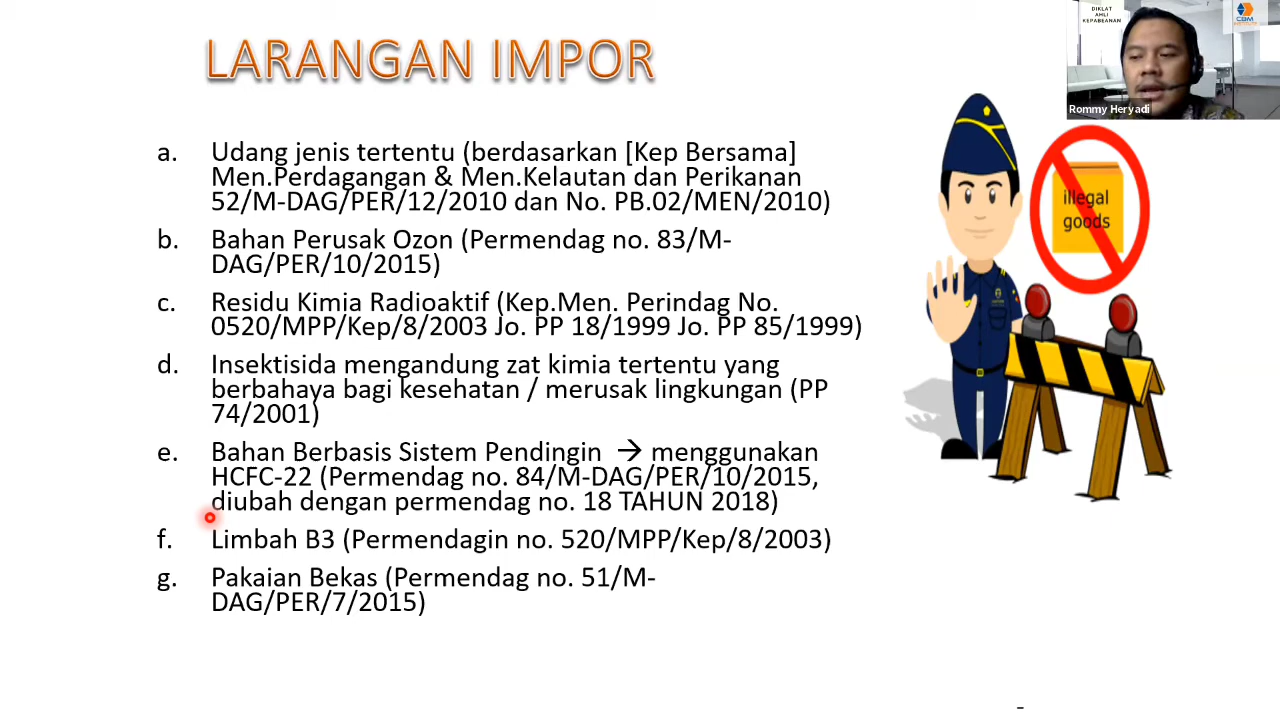 LARANGAN IMPOR
a. Udang jenis tertentu (berdasarkan [Kep Bersama]
Men.Perdagangan & Men.Kelautan dan Perikanan
52/M-DAG/PER/12/2010 dan No. PB.02/MEN/2010)
b. Bahan Perusak Ozon (Permendag no. 83/M-
DAG/PER/10/2015)
c. Residu Kimia Radioaktif (Kep.Men. Perindag No.
0520/MPP/Kep/8/2003 Jo. PP 18/1999 Jo. PP 85/1999)
d. Insektisida mengandung zat kimia tertentu yang
berbahaya bagi kesehatan / merusak lingkungan (PP
74/2001)
e. Bahan Berbasis Sistem Pendingin → menggunakan
HCFC-22 (Permendag no. 84/M-DAG/PER/10/2015,
diubah dengan permendag no. 18 TAHUN 2018)
f. Limbah B3 (Permendagin no. 520/MPP/Kep/8/2003)
g. Pakaian Bekas (Permendag no. 51/M-
DAG/PER/7/2015)
illegal
goods
DIKLAT
AHLI
KEPABEANAN
CBM
INSTITUTE
Rommy Heryadi